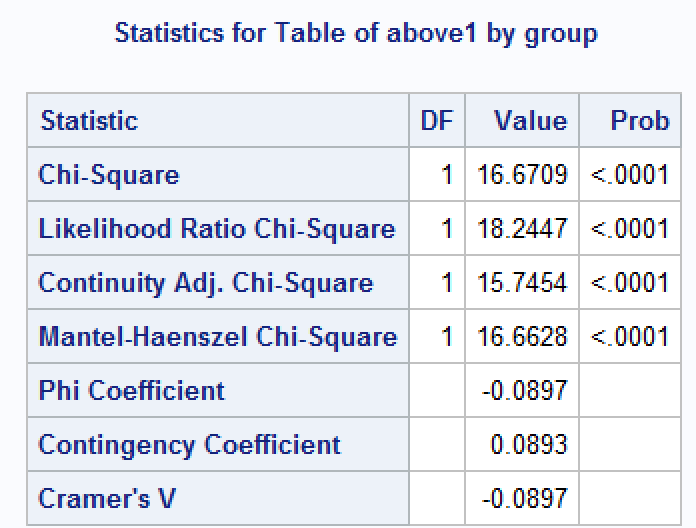 Statistics for Table of above1 by group
Statistic DF Value Prob
Chi-Square 1 16.6709 <.0001
Likelihood Ratio Chi-Square 1 18.2447 <.0001
Continuity Adj. Chi-Square 1 15.7454 <.0001
Mantel-Haenszel Chi-Square 1 16.6628 <.0001
Phi Coefficient -0.0897
Contingency Coefficient 0.0893
Cramer's V -0.0897